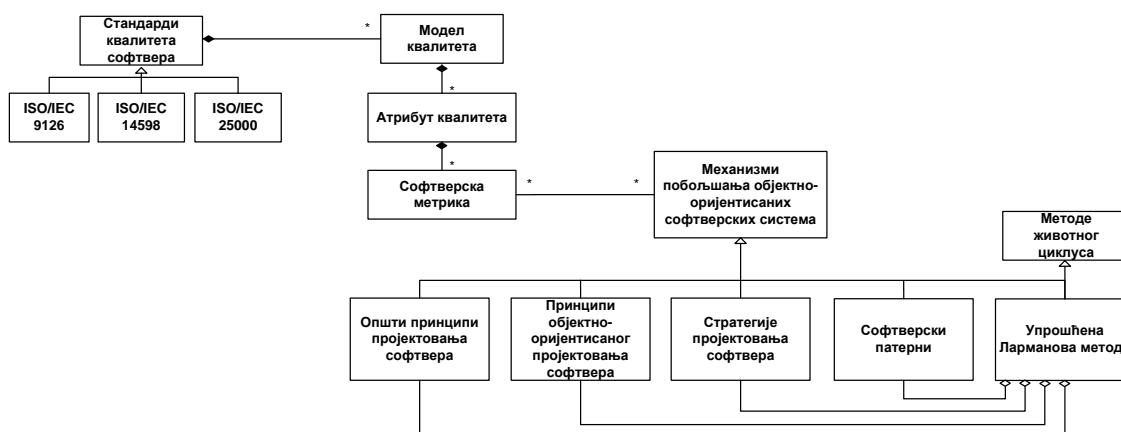 Стандарди
квалитета
софтвера
*
Модел
квалитета
ISO/IEC
9126
ISO/IEC
14598
ISO/IEC
25000
*
Атрибут квалитета
*
Софтверска
метрика
*
*
Механизми
побољшања објектно-
оријентисаних
софтверских система
Методе
животног
циклуса
Општи принципи
пројектовања
софтвера
Принципи
објектно-
оријентисаног
пројектовања
софтвера
Стратегије
пројектовања
софтвера
Софтверски
патерни
Упрошћена
Ларманова метод